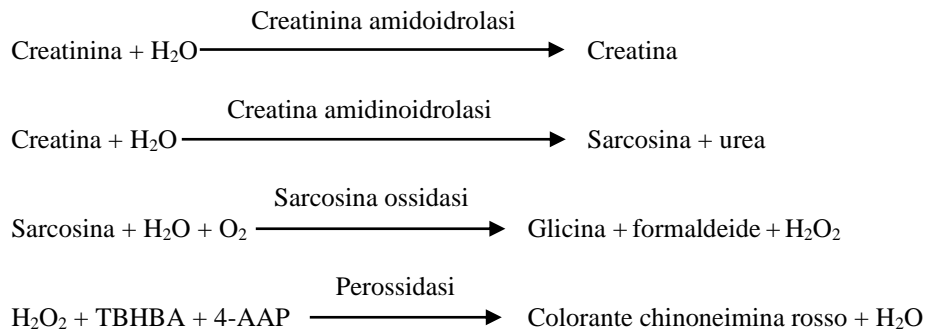 Creatinina amidoidrolasi
Creatinina + H₂O Creatina
Creatina amidinoidrolasi
Creatina + H₂O Sarcosina + urea
Sarcosina ossidasi
Sarcosina + H₂O + O₂ Glicina + formaldeide + H₂O₂
Perossidasi
H₂O₂ + TBHBA + 4-AAP Colorante chinoneimina rosso + H₂O